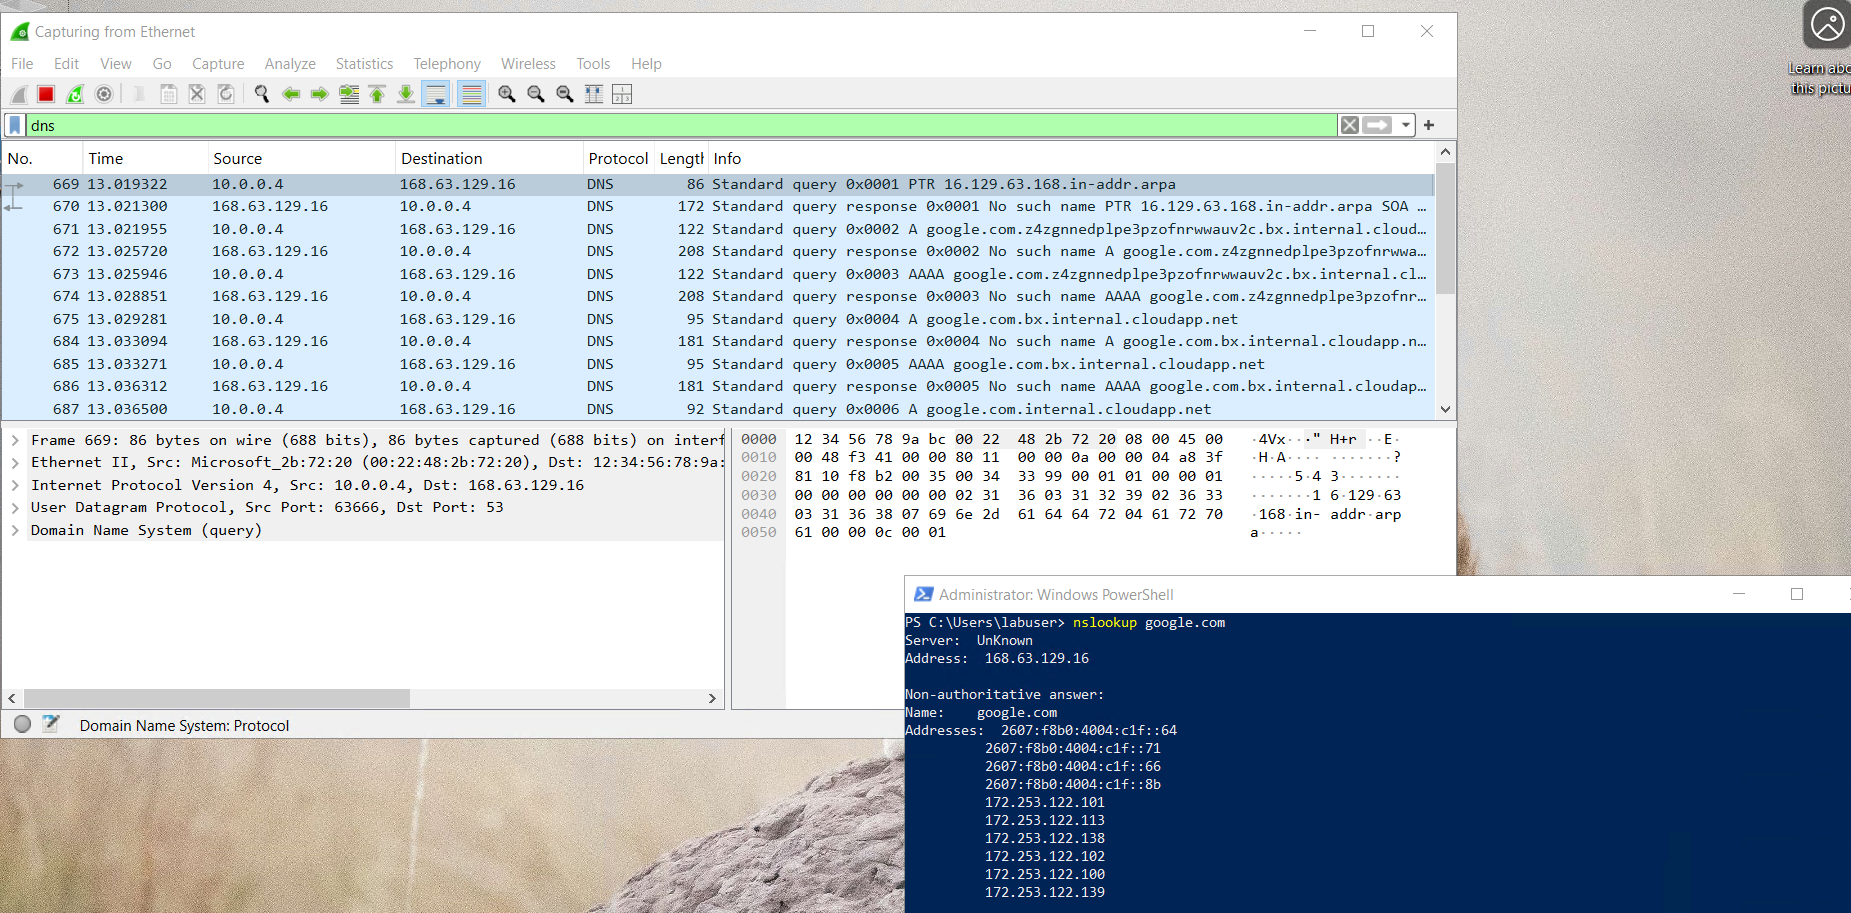 Capturing from Ethernet
File Edit View Go Capture Analyze Statistics Telephony Wireless Tools Help
dns
No. Time Source Destination Protocol Length Info
669 13.019322 10.0.0.4 168.63.129.16 DNS 86 Standard query 0x0001 PTR 16.129.63.168.in-addr.arpa
670 13.021300 168.63.129.16 10.0.0.4 DNS 172 Standard query response 0x0001 No such name PTR 16.129.63.168.in-addr.arpa SOA …
671 13.021955 10.0.0.4 168.63.129.16 DNS 122 Standard query 0x0002 A google.com.z4zgnnedplpe3pzofnrwwauv2c.bx.internal.cloud…
672 13.025720 168.63.129.16 10.0.0.4 DNS 208 Standard query response 0x0002 No such name A google.com.z4zgnnedplpe3pzofnrwwa…
673 13.025946 10.0.0.4 168.63.129.16 DNS 122 Standard query 0x0003 AAAA google.com.z4zgnnedplpe3pzofnrwwauv2c.bx.internal.cl…
674 13.028851 168.63.129.16 10.0.0.4 DNS 208 Standard query response 0x0003 No such name AAAA google.com.z4zgnnedplpe3pzofnr…
675 13.029281 10.0.0.4 168.63.129.16 DNS 95 Standard query 0x0004 A google.com.bx.internal.cloudapp.net
684 13.033094 168.63.129.16 10.0.0.4 DNS 181 Standard query response 0x0004 No such name A google.com.bx.internal.cloudapp.n…
685 13.033271 10.0.0.4 168.63.129.16 DNS 95 Standard query 0x0005 AAAA google.com.bx.internal.cloudapp.net
686 13.036312 168.63.129.16 10.0.0.4 DNS 181 Standard query response 0x0005 No such name AAAA google.com.bx.internal.cloudap…
687 13.036500 10.0.0.4 168.63.129.16 DNS 92 Standard query 0x0006 A google.com.internal.cloudapp.net
Frame 669: 86 bytes on wire (688 bits), 86 bytes captured (688 bits) on interf
Ethernet II, Src: Microsoft_2b:72:20 (00:22:48:2b:72:20), Dst: 12:34:56:78:9a:
Internet Protocol Version 4, Src: 10.0.0.4, Dst: 168.63.129.16
User Datagram Protocol, Src Port: 63666, Dst Port: 53
Domain Name System (query)
0000 12 34 56 78 9a bc 00 22 48 2b 72 20 08 00 45 00 ·4Vx···" H+r ··E·
0010 00 48 f3 41 00 00 80 11 00 00 0a 00 00 04 a8 3f ·H·A···· ·······?
0020 81 10 f8 b2 00 35 00 34 33 99 00 01 01 00 00 01 ·····5·4 3·······
0030 00 00 00 00 00 00 02 31 36 03 31 32 39 02 36 33 ·······1 6·129·63
0040 03 31 36 38 07 69 6e 2d 61 64 64 72 04 61 72 70 ·168·in- addr·arp
0050 61 00 00 0c 00 01 a·····
Domain Name System: Protocol
Learn abo
this pictu
Administrator: Windows PowerShell
PS C:\Users\labuser> nslookup google.com
Server: UnKnown
Address: 168.63.129.16
Non-authoritative answer:
Name: google.com
Addresses: 2607:f8b0:4004:c1f::64
2607:f8b0:4004:c1f::71
2607:f8b0:4004:c1f::66
2607:f8b0:4004:c1f::8b
172.253.122.101
172.253.122.113
172.253.122.138
172.253.122.102
172.253.122.100
172.253.122.139